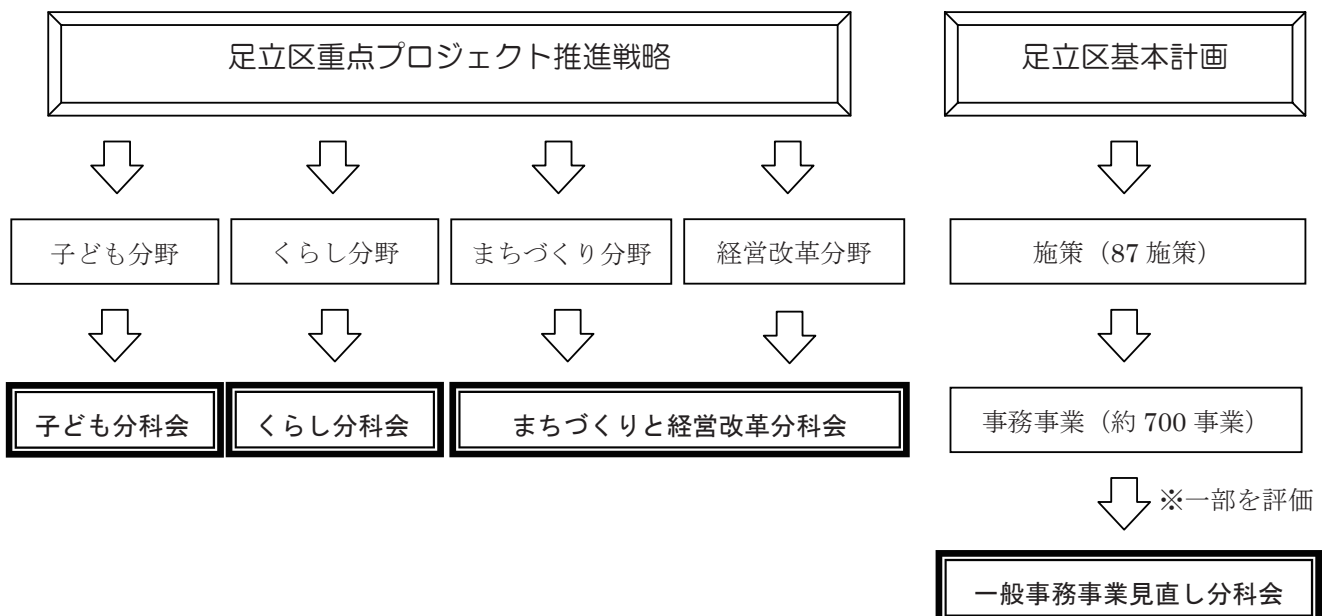 足立区重点プロジェクト推進戦略
足立区基本計画
子ども分野
くらし分野
まちづくり分野
経営改革分野
施策（87 施策）
子ども分科会
くらし分科会
まちづくりと経営改革分科会
事務事業（約 700 事業）
※一部を評価
一般事務事業見直し分科会